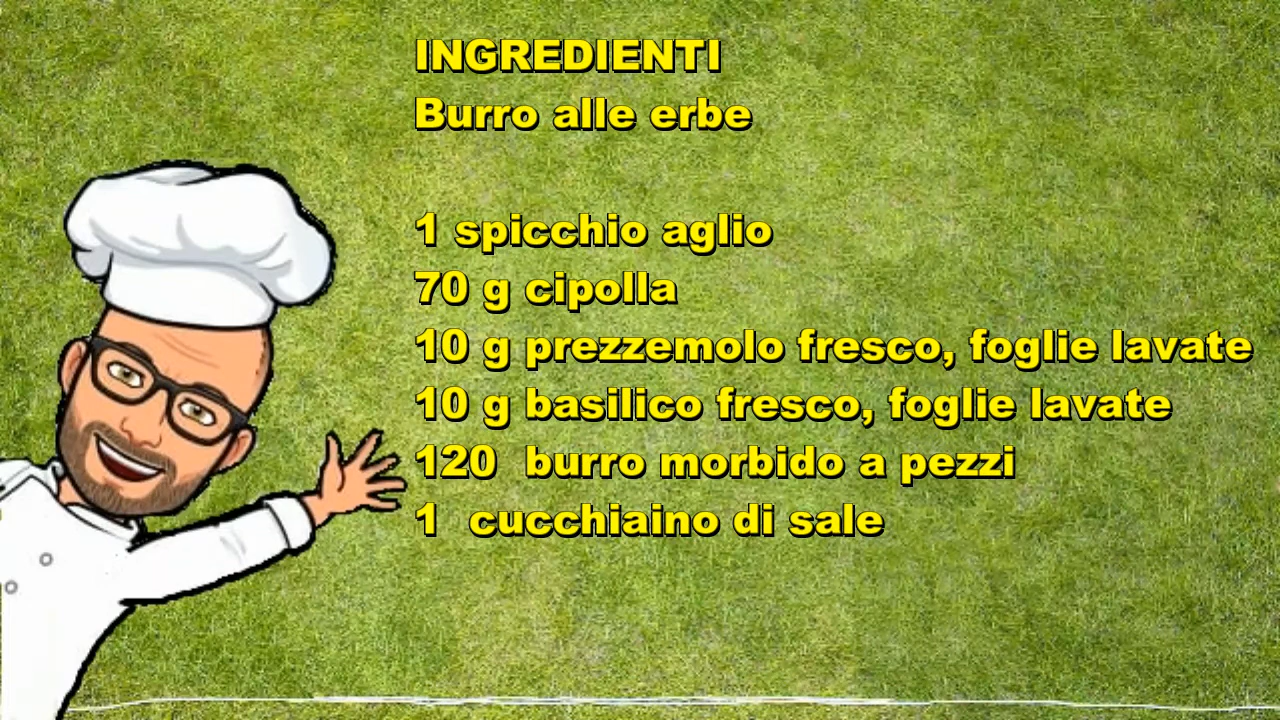 INGREDIENTI
Burro alle erbe
1 spicchio aglio
70 g cipolla
10 g prezzemolo fresco, foglie lavate
10 g basilico fresco, foglie lavate
120  burro morbido a pezzi
1  cucchiaino di sale